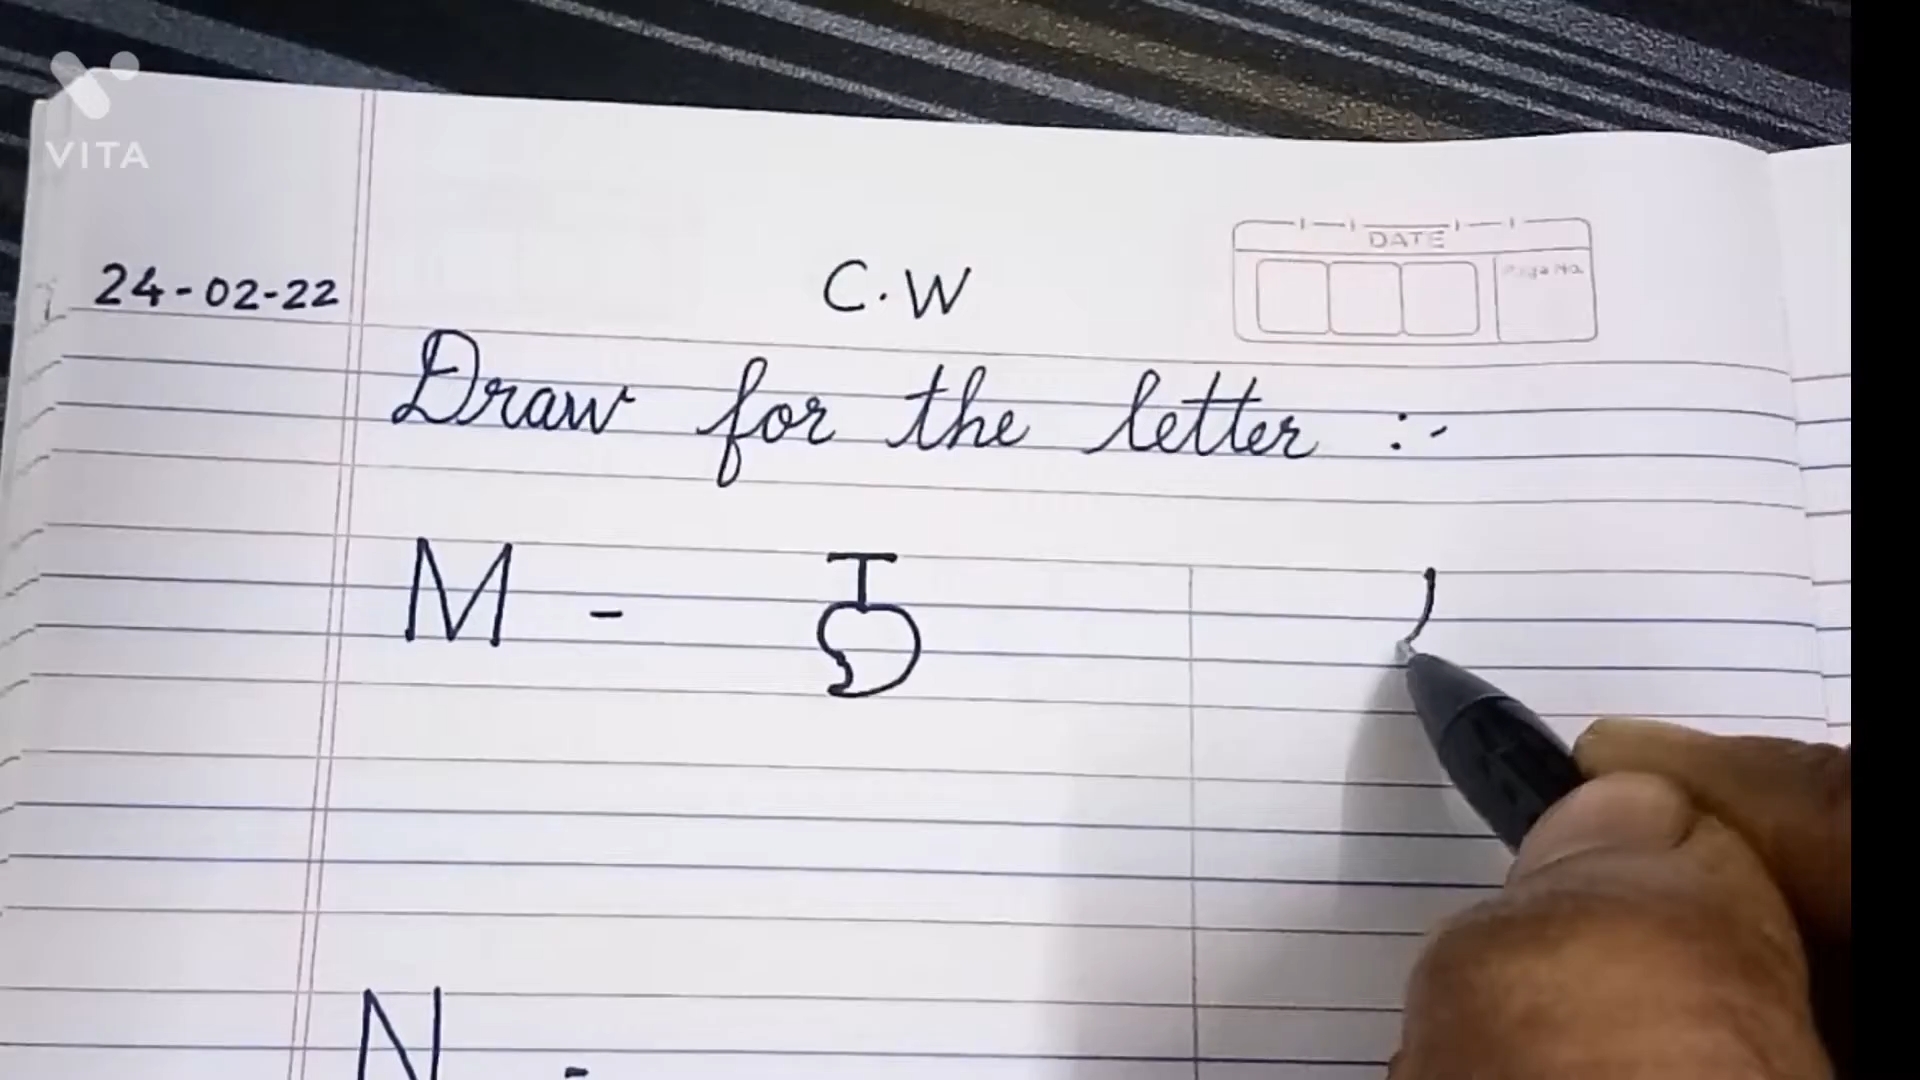 VITA
DATE
Page No.
24-02-22
C.W
Draw for the letter :-
M -
N -